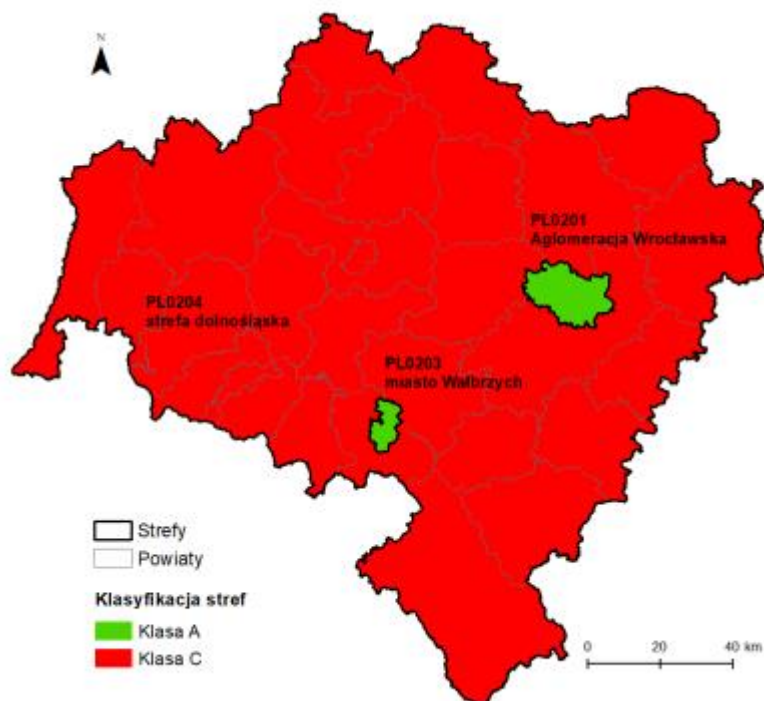 N
PL0201
Aglomeracja Wrocławska
PL0204
strefa dolnośląska
PL0203
miasto Wałbrzych
Strefy
Powiaty
Klasyfikacja stref
Klasa A
Klasa C
0 20 40 km